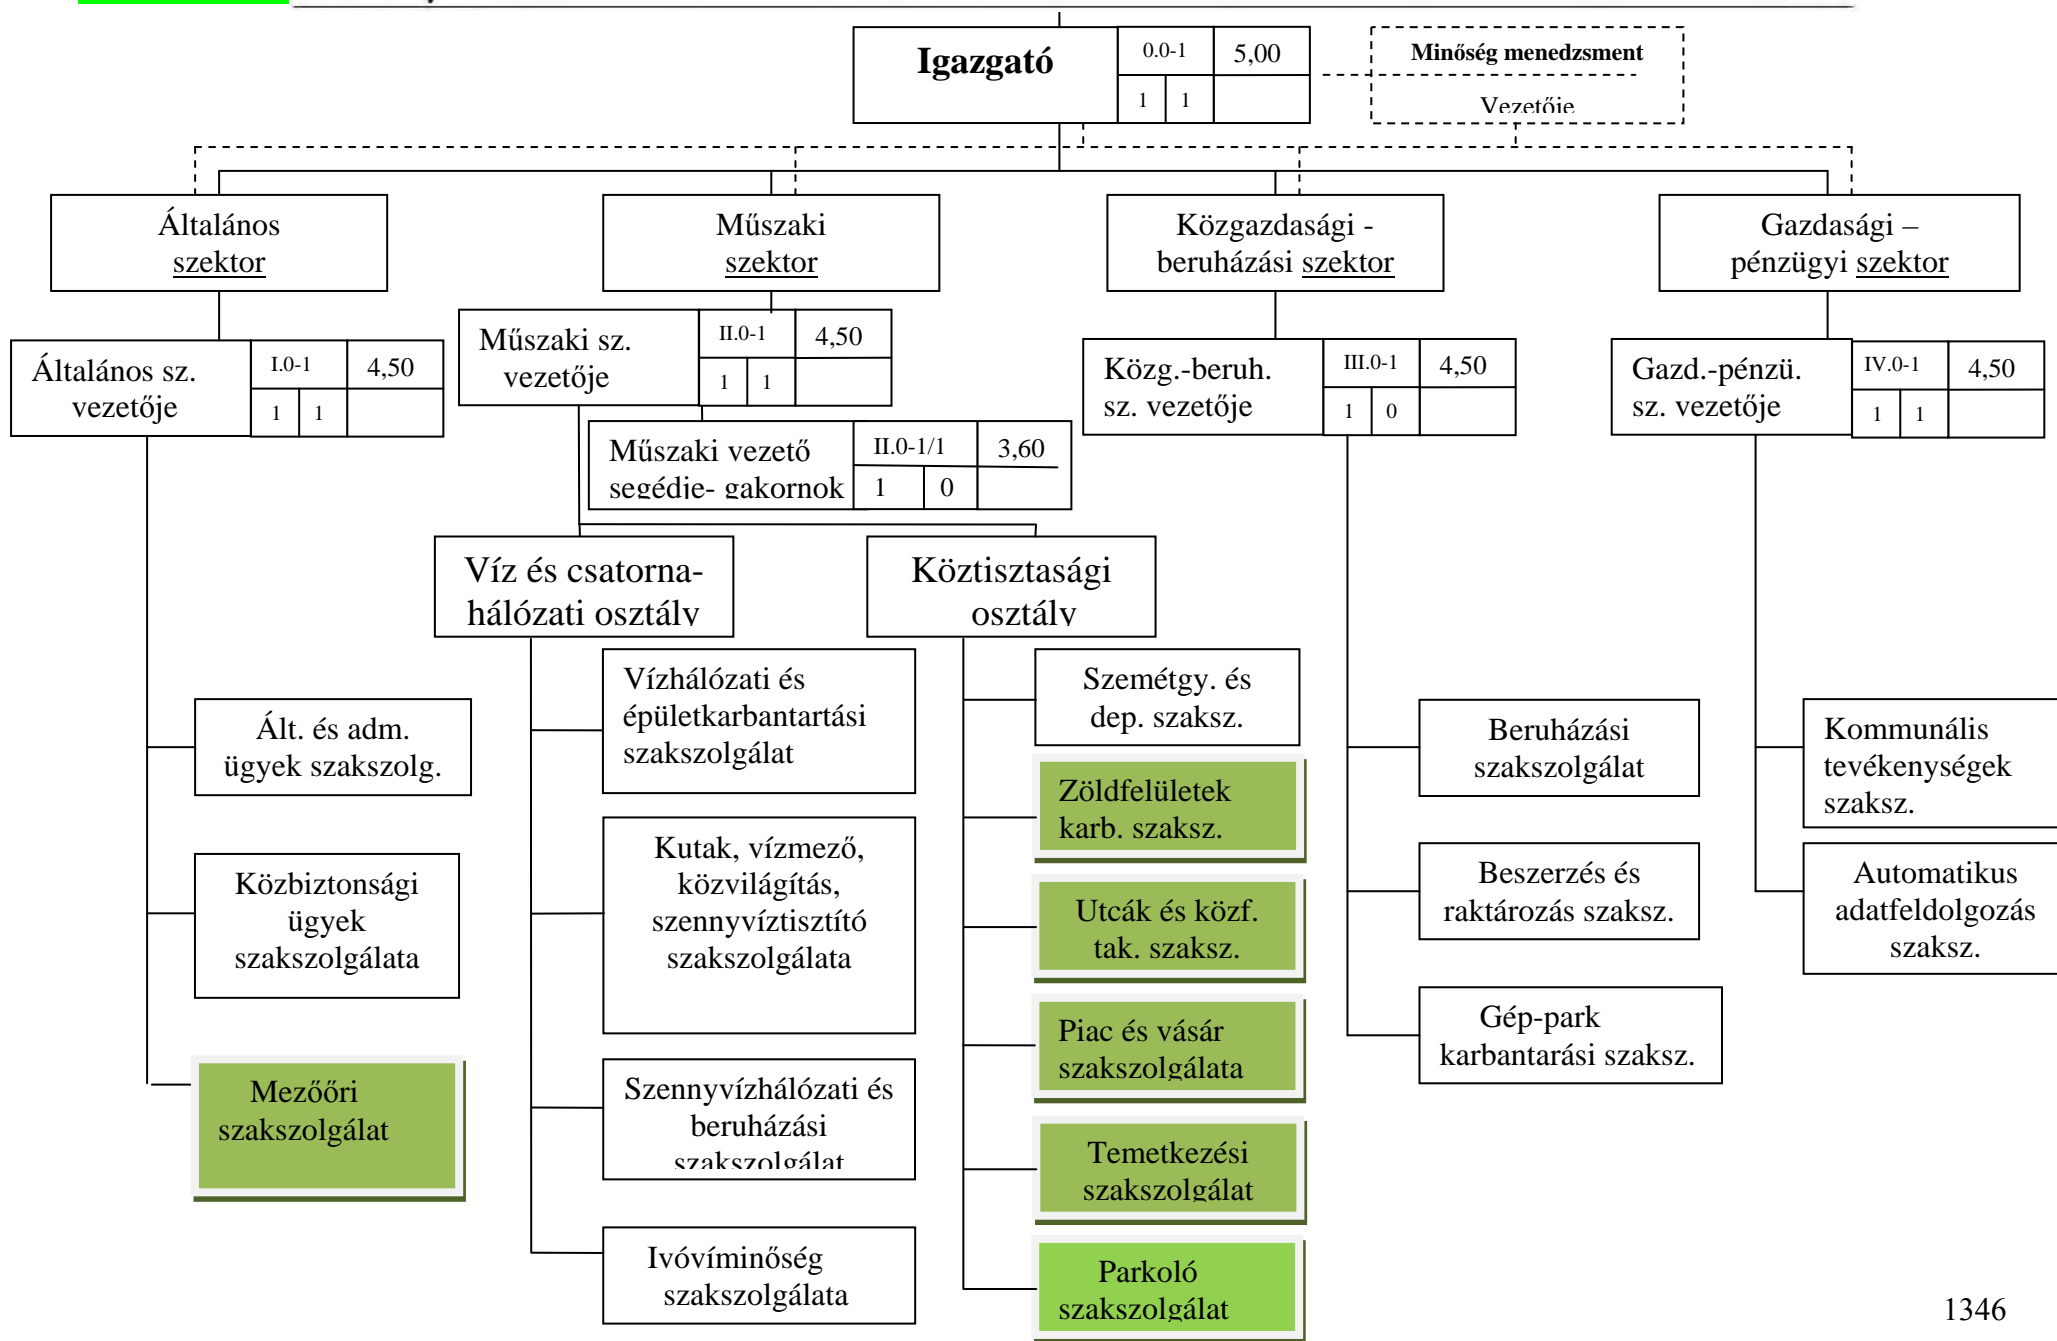 Igazgató
0.0-1
5,00
1
1
Minőség menedzsment
Vezetője
Általános
szektor
Műszaki
szektor
Közgazdasági -
beruházási szektor
Gazdasági –
pénzügyi szektor
Általános sz.
vezetője
I.0-1
4,50
1
1
Műszaki sz.
vezetője
II.0-1
4,50
1
1
Közg.-beruh.
sz. vezetője
III.0-1
4,50
1
0
Gazd.-pénzü.
sz. vezetője
IV.0-1
4,50
1
1
Műszaki vezető
segédje- gakornok
II.0-1/1
3,60
1
0
Víz és csatorna-
hálózati osztály
Köztisztasági
osztály
Ált. és adm.
ügyek szakszolg.
Közbiztonsági
ügyek
szakszolgálata
Mezőőri
szakszolgálat
Vízhálózati és
épületkarbantartási
szakszolgálat
Kutak, vízmező,
közvilágítás,
szennyvíztisztító
szakszolgálata
Szennyvízhálózati és
beruházási
szakszolgálat
Ivóvíminőség
szakszolgálata
Szemétgy. és
dep. szaksz.
Zöldfelületek
karb. szaksz.
Utcák és közf.
tak. szaksz.
Piac és vásár
szakszolgálata
Temetkezési
szakszolgálat
Parkoló
szakszolgálat
Beruházási
szakszolgálat
Beszerzés és
raktározás szaksz.
Gép-park
karbantarási szaksz.
Kommunális
tevékenységek
szaksz.
Automatikus
adatfeldolgozás
szaksz.
1346